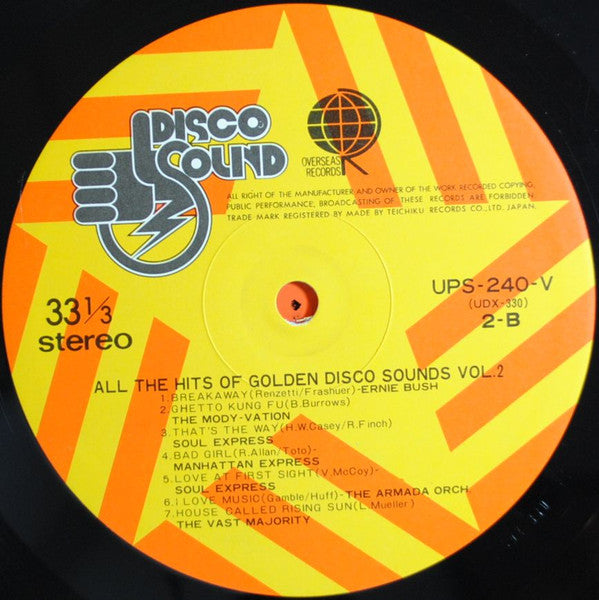 DISCO
SOUND
OVERSEAS
RECORDS
R
ALL RIGHT OF THE MANUFACTURER AND OWNER OF THE WORK RECORDED COPYING,
PUBLIC PERFORMANCE, BROADCASTING OF THESE RECORDS ARE FORBIDDEN.
TRADE MARK REGISTERED BY MADE BY TEICHIKU RECORDS CO., LTD. JAPAN.
33⅓
stereo
UPS-240-V
(UDX-330)
2-B
ALL THE HITS OF GOLDEN DISCO SOUNDS VOL.2
1. BREAKAWAY(Renzetti/Frashuer)-ERNIE BUSH
2. GHETTO KUNG FU(B.Burrows)
THE MODY-VATION
3. THAT'S THE WAY(H.W.Casey/R.Finch)
SOUL EXPRESS
4. BAD GIRL(R.Allan/Toto)-
MANHATTAN EXPRESS
5. LOVE AT FIRST SIGHT(V.McCoy)-
SOUL EXPRESS
6. i LOVE MUSIC(Gamble/Huff)-THE ARMADA ORCH.
7. HOUSE CALLED RISING SUN(L.Mueller)
THE VAST MAJORITY